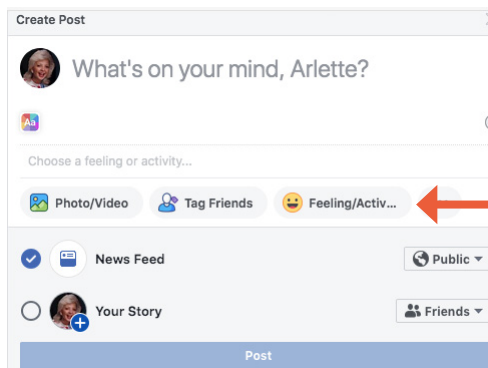 Create Post
What's on your mind, Arlette?
Aa
Choose a feeling or activity...
Photo/Video Tag Friends Feeling/Activ...
News Feed Public
Your Story Friends
Post